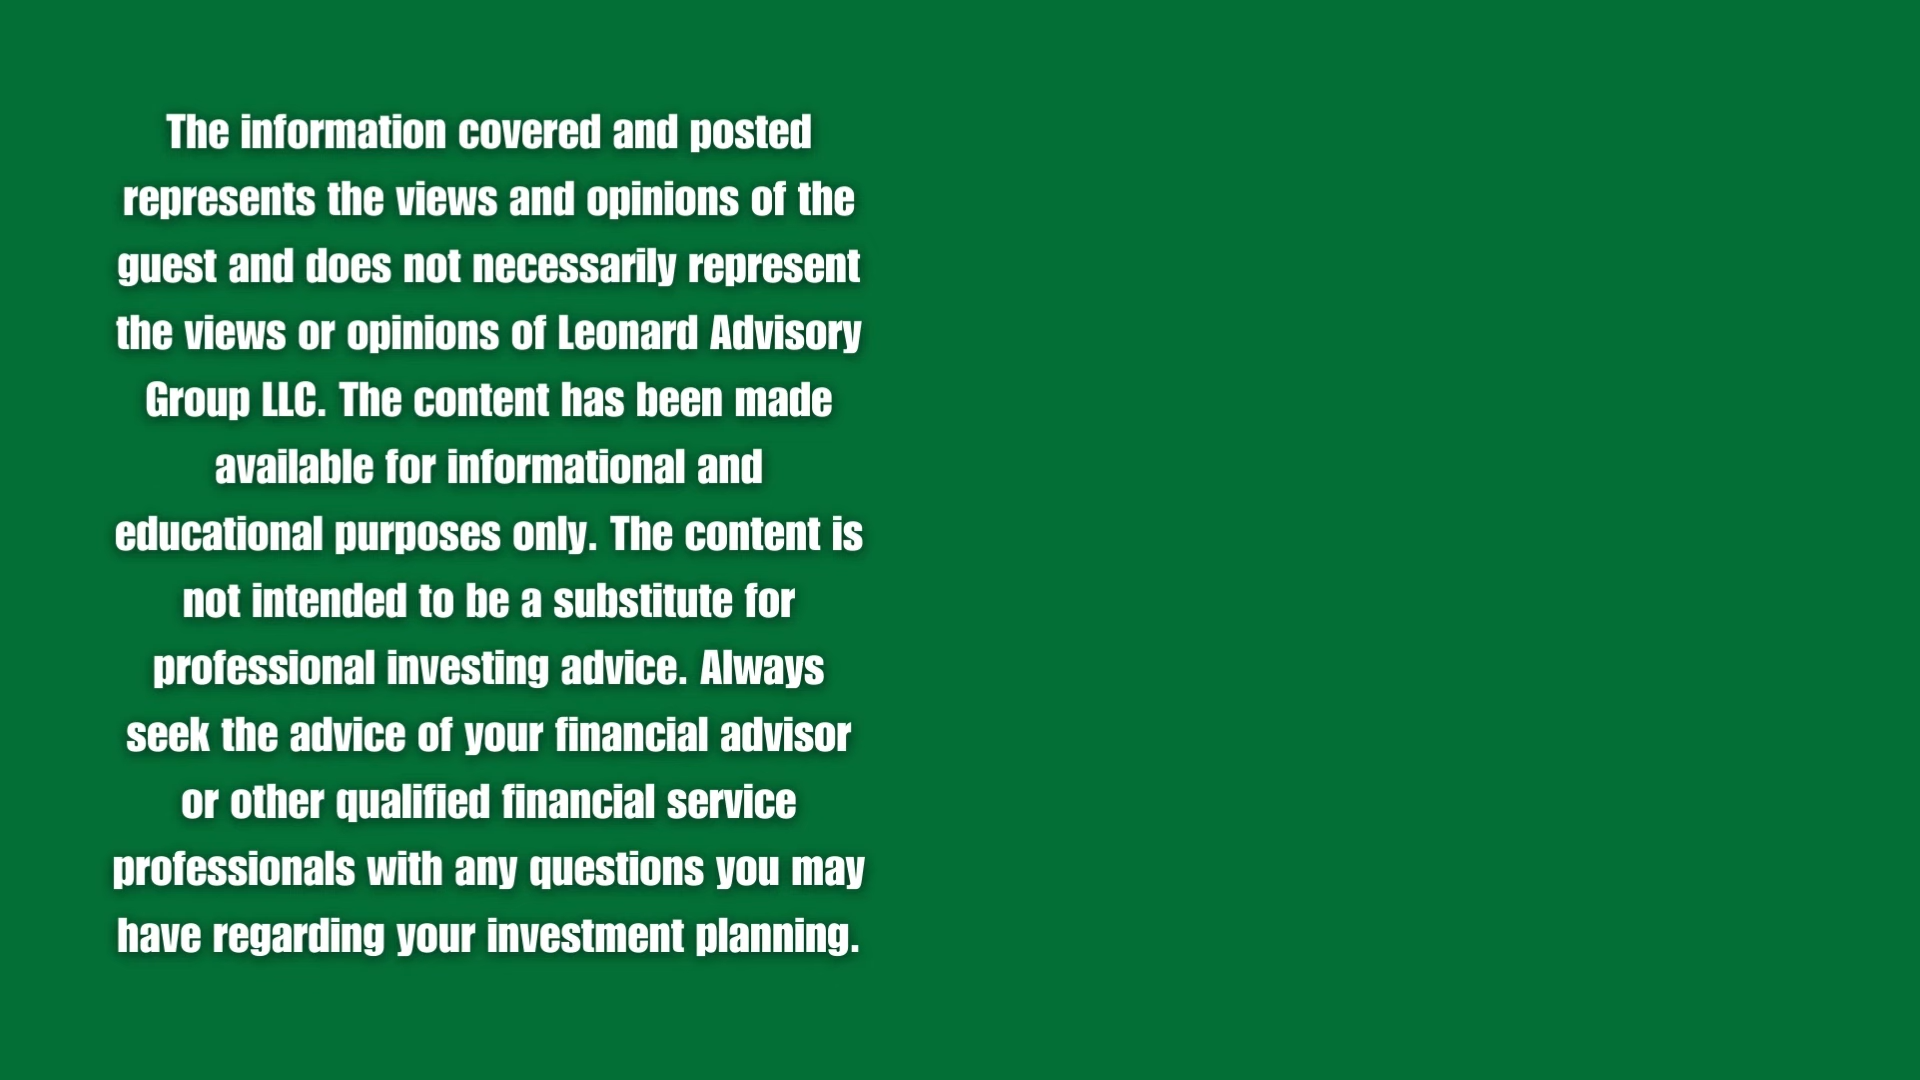 The information covered and posted
represents the views and opinions of the
guest and does not necessarily represent
the views or opinions of Leonard Advisory
Group LLC. The content has been made
available for informational and
educational purposes only. The content is
not intended to be a substitute for
professional investing advice. Always
seek the advice of your financial advisor
or other qualified financial service
professionals with any questions you may
have regarding your investment planning.